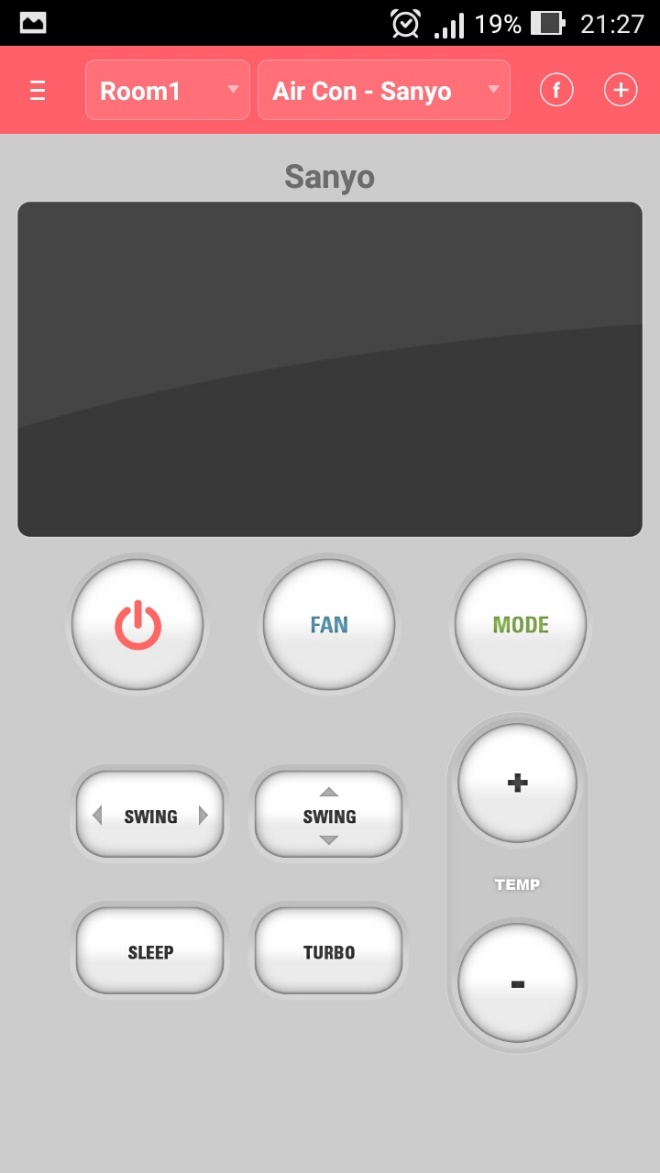 19% 21:27
Room1 Air Con - Sanyo f +
Sanyo
FAN MODE
+
SWING SWING
TEMP
SLEEP TURBO
-